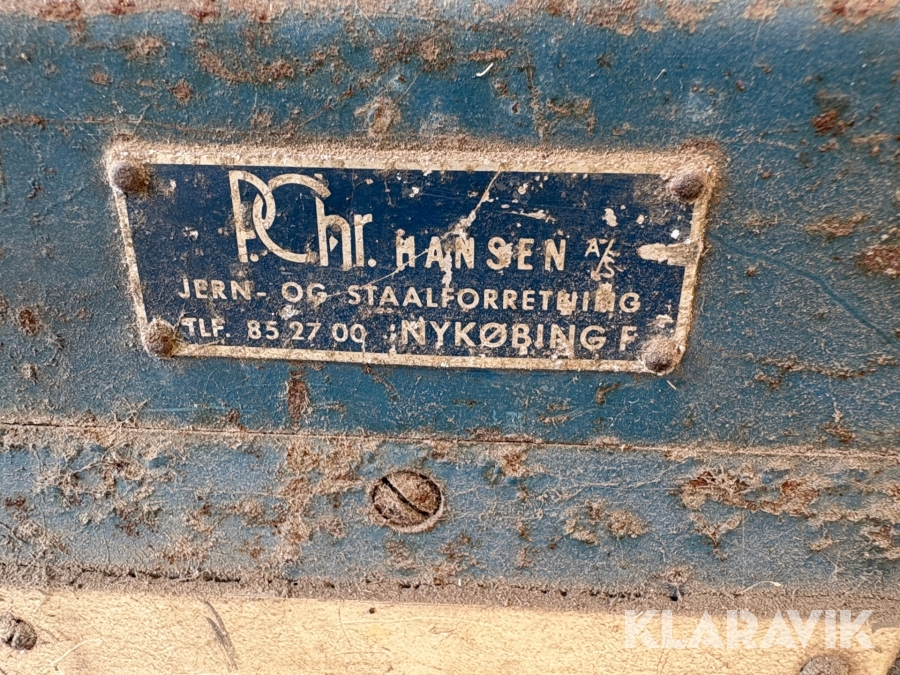 P. Chr. HANSEN A/S
JERN- OG STAALFORRETNING
TLF. 85 27 00 NYKØBING F
KLARAVIK